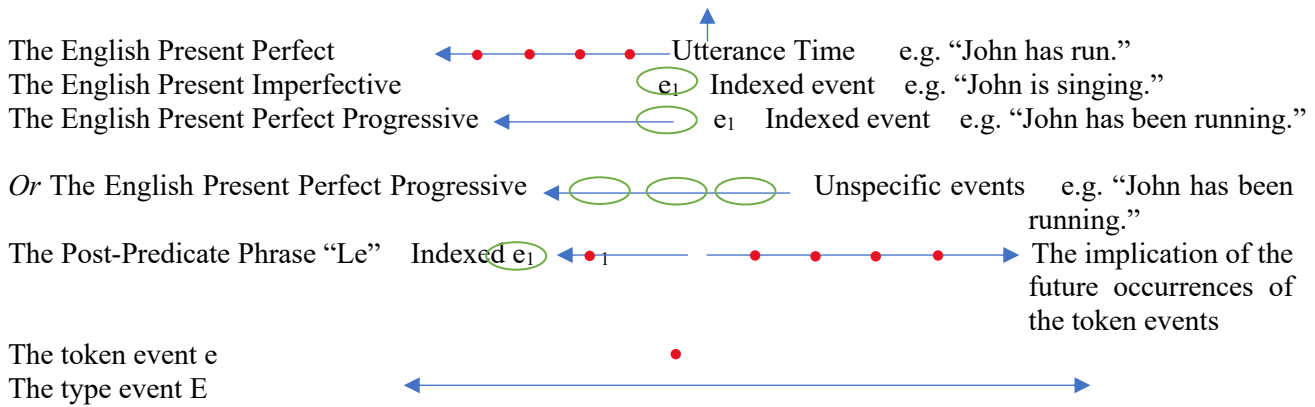 The English Present Perfect Utterance Time e.g. “John has run.”
The English Present Imperfective e₁ Indexed event e.g. “John is singing.”
The English Present Perfect Progressive e₁ Indexed event e.g. “John has been running.”
Or The English Present Perfect Progressive Unspecific events e.g. “John has been
running.”
The Post-Predicate Phrase “Le” Indexed e₁ ₁ The implication of the
future occurrences of
the token events
The token event e
The type event E